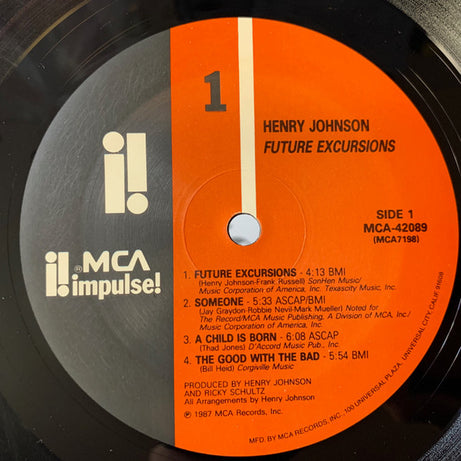 1
HENRY JOHNSON
FUTURE EXCURSIONS
SIDE 1
MCA-42089
(MCA7198)
i!
i!® MCA
impulse!
1. FUTURE EXCURSIONS - 4:13 BMI
(Henry Johnson-Frank Russell) SonHen Music/
Music Corporation of America, Inc. Texascity Music, Inc.
2. SOMEONE - 5:33 ASCAP/BMI
(Jay Graydon-Robbie Nevil-Mark Mueller) Noted for
The Record/MCA Music Publishing, A Division of MCA, Inc./
Music Corporation of America, Inc.
3. A CHILD IS BORN - 6:08 ASCAP
(Thad Jones) D'Accord Music Pub., Inc.
4. THE GOOD WITH THE BAD - 5:54 BMI
(Bill Heid) Corgiville Music
PRODUCED BY HENRY JOHNSON
AND RICKY SCHULTZ
All Arrangements by Henry Johnson
℗ 1987 MCA Records, Inc.
MFD. BY MCA RECORDS, INC., 100 UNIVERSAL PLAZA, UNIVERSAL CITY, CALIF. 91608